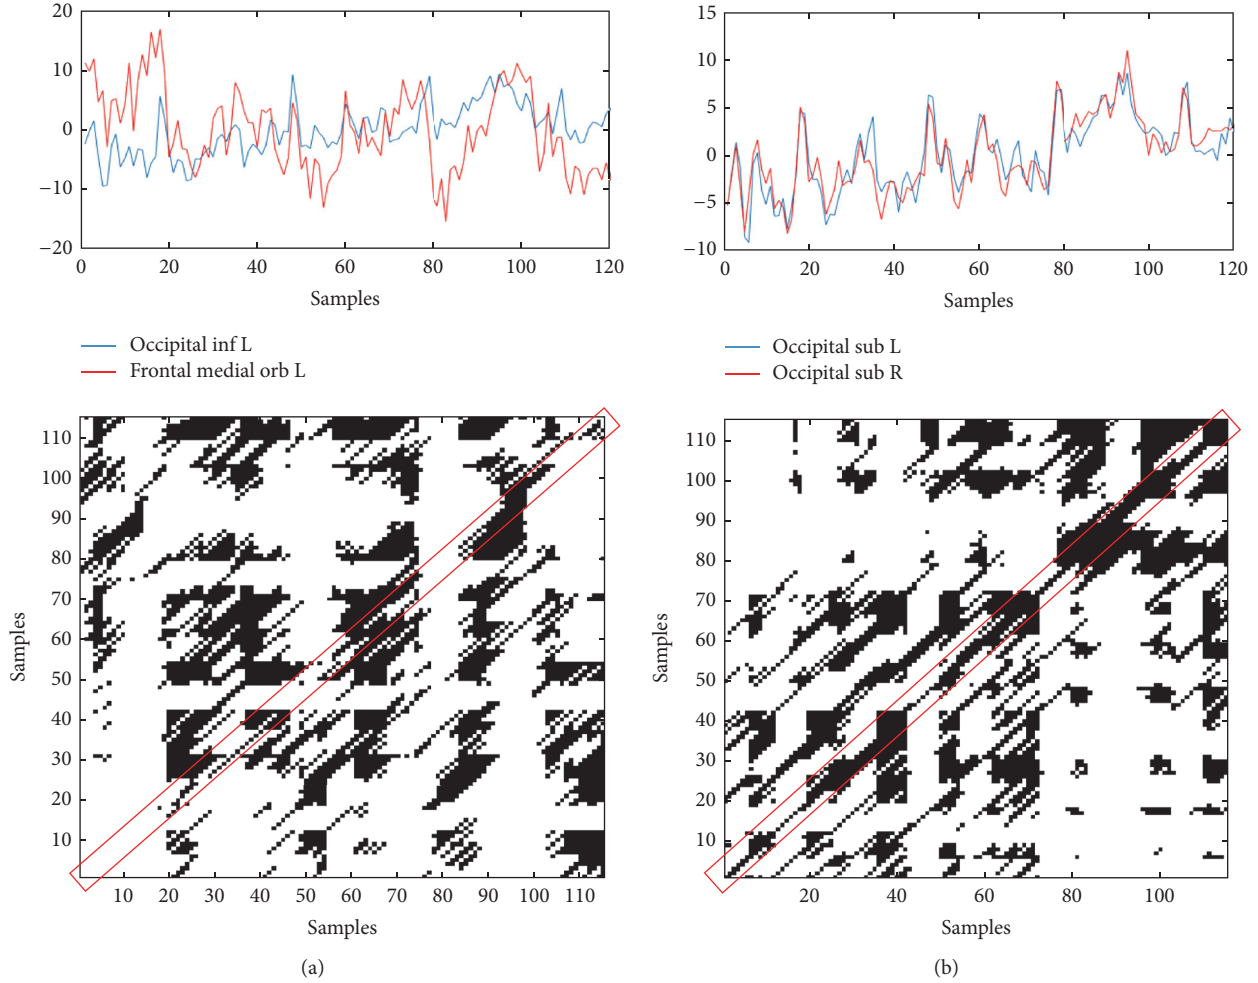 20
10
0
−10
−20
0 20 40 60 80 100 120
Samples
Occipital inf L
Frontal medial orb L
110
100
90
80
70
60
50
40
30
20
10
Samples
10 20 30 40 50 60 70 80 90 100 110
Samples
(a)
15
10
5
0
−5
−10
0 20 40 60 80 100 120
Samples
Occipital sub L
Occipital sub R
110
100
90
80
70
60
50
40
30
20
10
Samples
20 40 60 80 100
Samples
(b)